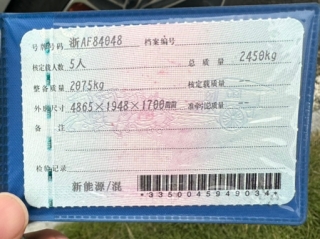 号牌号码 浙AF84048 档案编号
核定载人数 5人 总质量 2450kg
整备质量 2075kg 核定载质量 --
外廓尺寸 4865×1948×1700mm 准牵引总质量 --
备注
检验记录
新能源/混
*3350045949034*